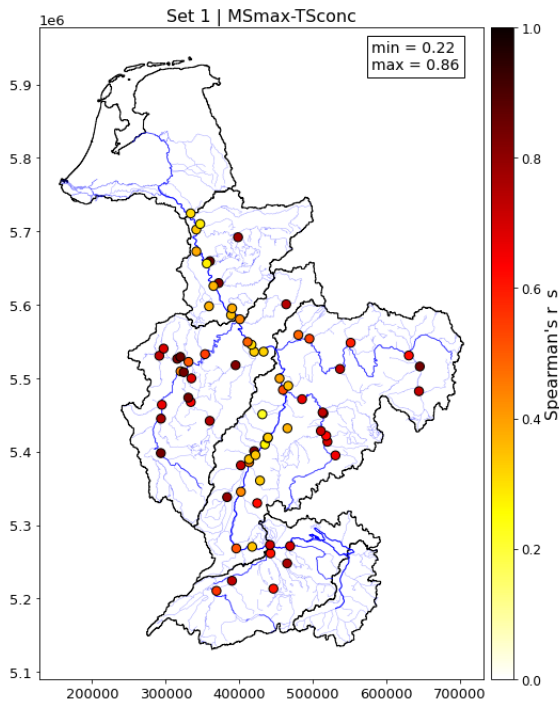 Set 1 | MSmax-TSconc
1e6
min = 0.22
max = 0.86
5.9
5.8
5.7
5.6
5.5
5.4
5.3
5.2
5.1
200000 300000 400000 500000 600000 700000
1.0
0.8
0.6
0.4
0.2
0.0
Spearman's r s